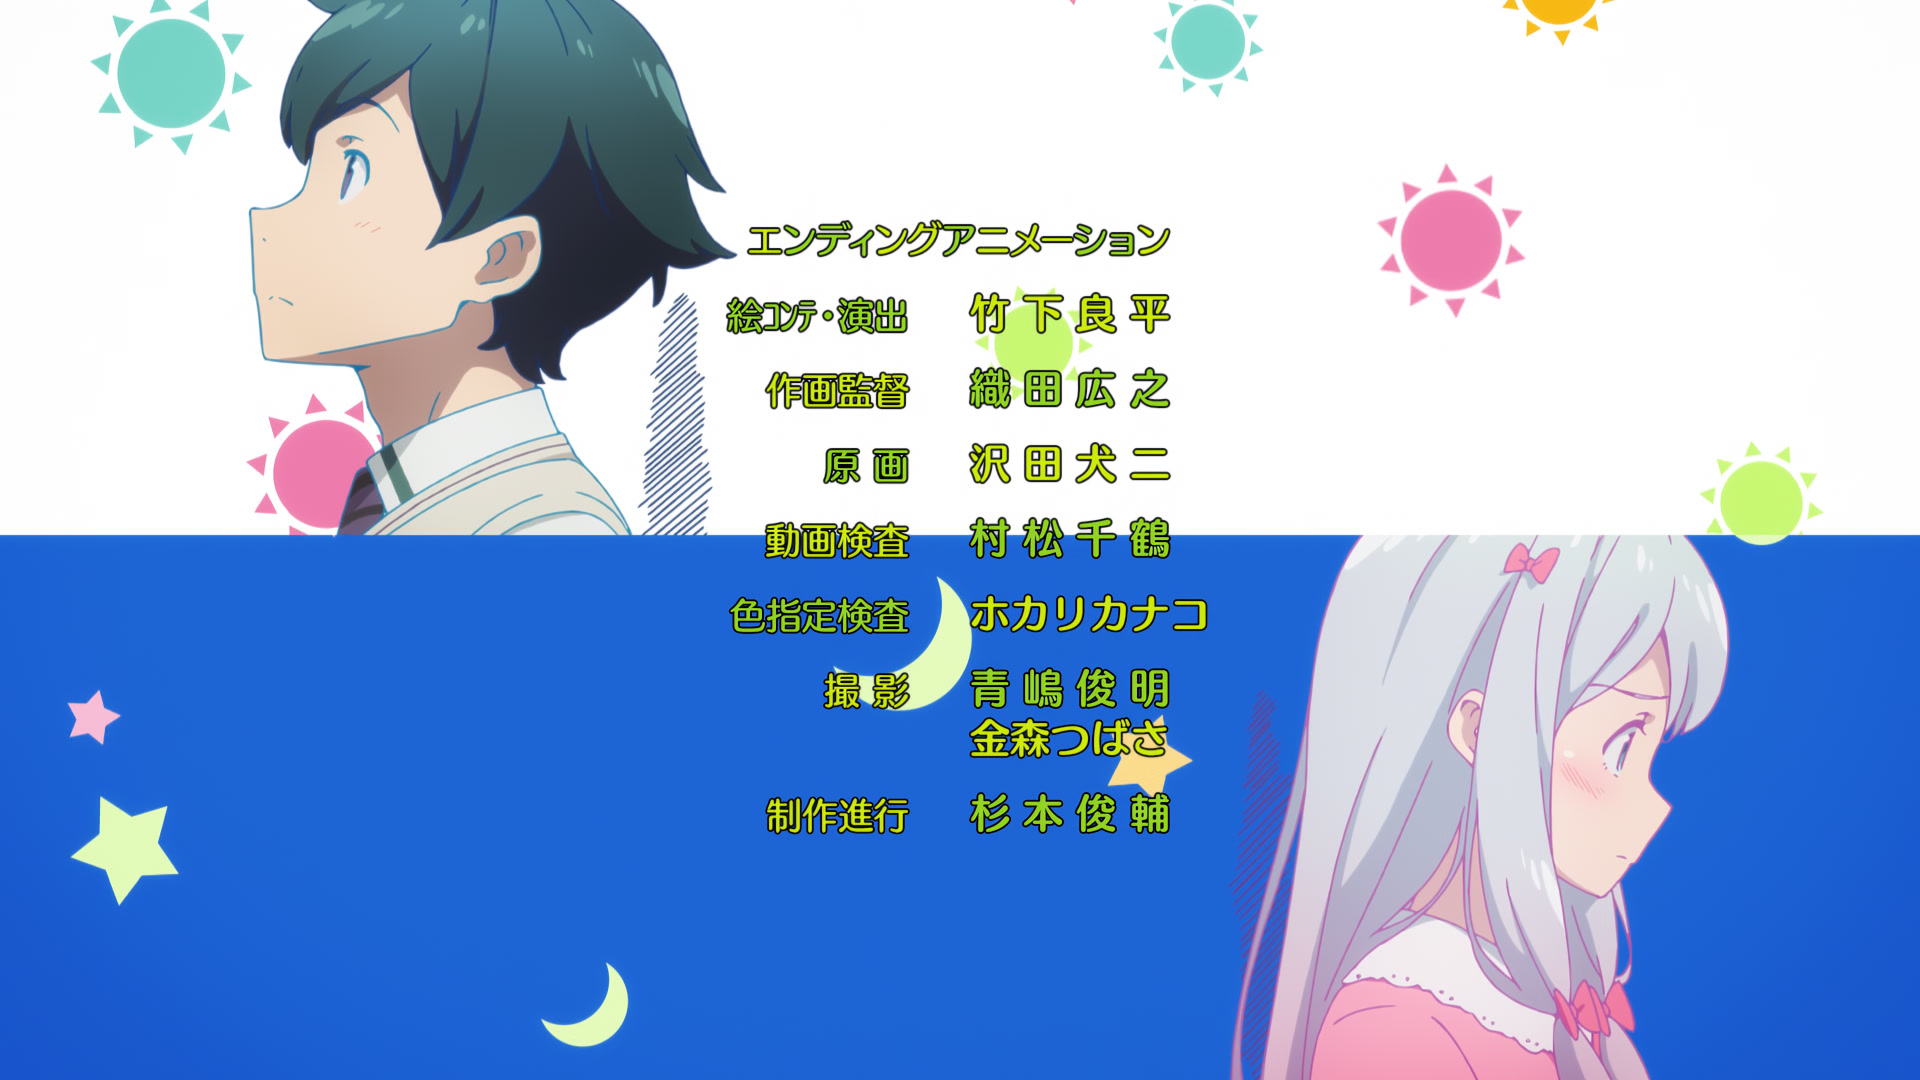 エンディングアニメーション
絵コンテ・演出 竹下良平
作画監督 織田広之
原画 沢田犬二
動画検査 村松千鶴
色指定検査 ホカリカナコ
撮影 青嶋俊明
金森つばさ
制作進行 杉本俊輔